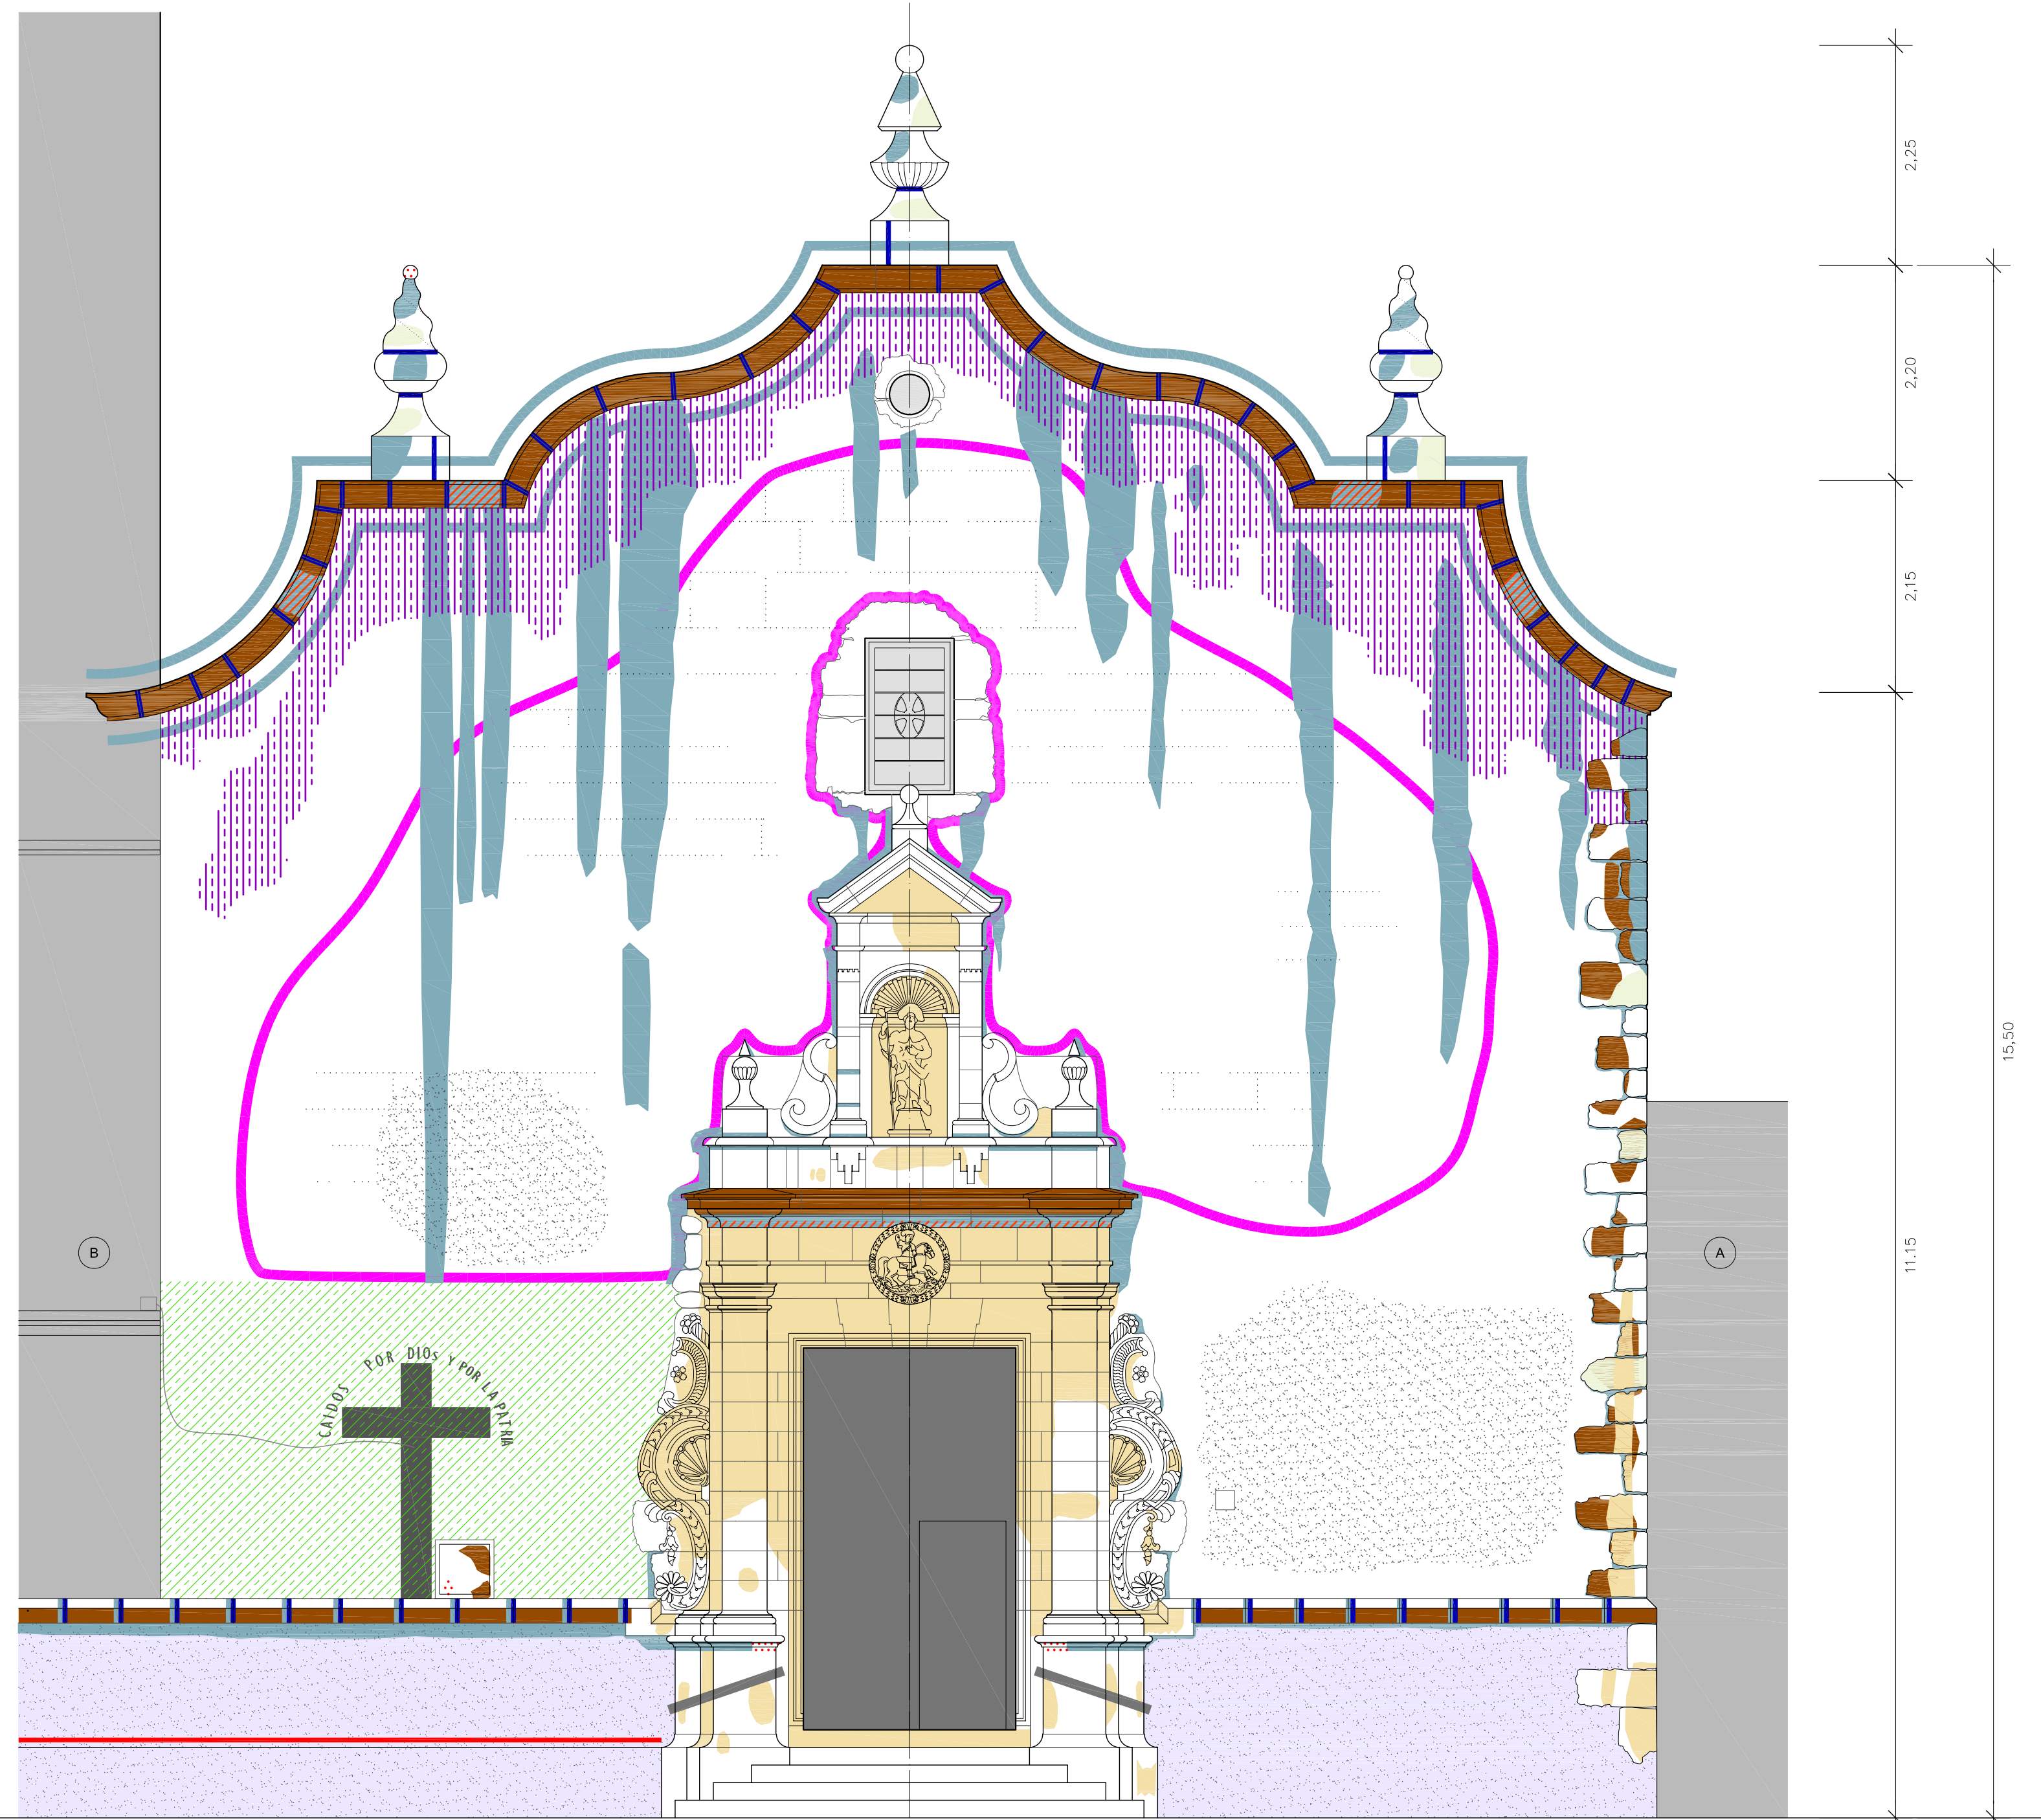 2,25
2,20
2,15
15,50
11.15
B
A
CAIDOS POR DIOS Y POR LA PATRIA